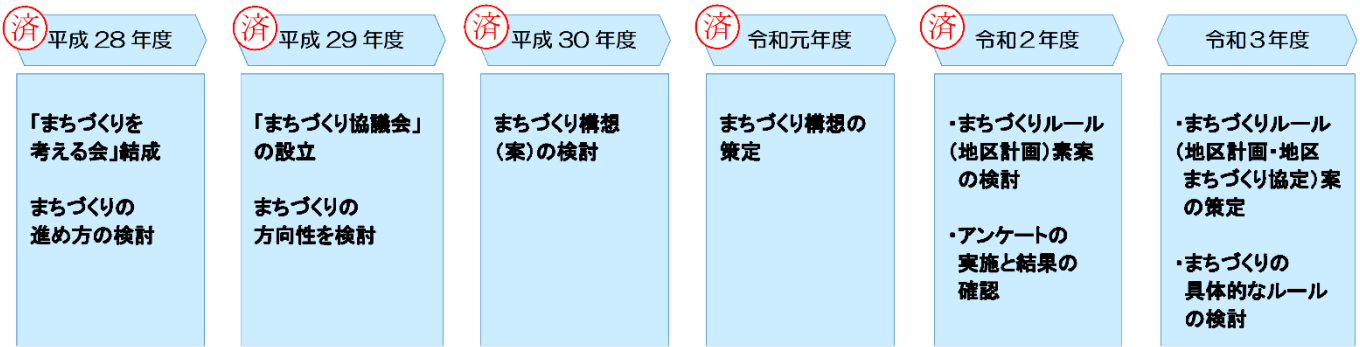 済
平成 28 年度
「まちづくりを
考える会」結成
まちづくりの
進め方の検討
済
平成 29 年度
「まちづくり協議会」
の設立
まちづくりの
方向性を検討
済
平成 30 年度
まちづくり構想
（案）の検討
済
令和元年度
まちづくり構想の
策定
済
令和２年度
・まちづくりルール
（地区計画）素案
の検討
・アンケートの
実施と結果の
確認
令和３年度
・まちづくりルール
（地区計画・地区
まちづくり協定）案
の策定
・まちづくりの
具体的なルール
の検討